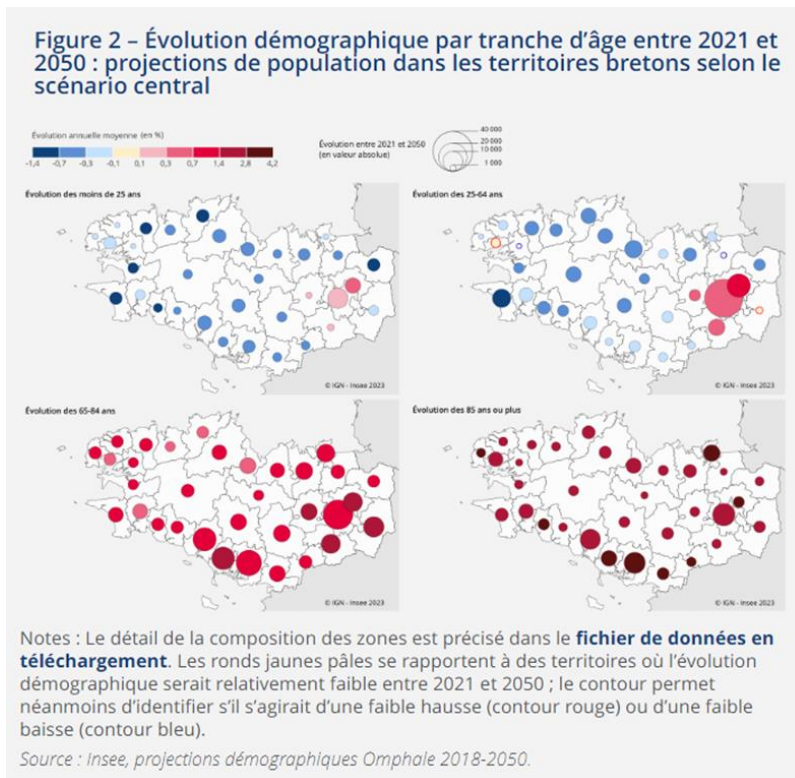 Figure 2 – Évolution démographique par tranche d’âge entre 2021 et
2050 : projections de population dans les territoires bretons selon le
scénario central
Évolution annuelle moyenne (en %)
-1,4 -0,7 -0,3 -0,1 0,1 0,3 0,7 1,4 2,8 4,2
Évolution entre 2021 et 2050
(en valeur absolue)
40 000
20 000
10 000
1 000
Évolution des moins de 25 ans
© IGN - Insee 2023
Évolution des 25-64 ans
© IGN - Insee 2023
Évolution des 65-84 ans
© IGN - Insee 2023
Évolution des 85 ans ou plus
© IGN - Insee 2023
Notes : Le détail de la composition des zones est précisé dans le fichier de données en
téléchargement. Les ronds jaunes pâles se rapportent à des territoires où l’évolution
démographique serait relativement faible entre 2021 et 2050 ; le contour permet
néanmoins d’identifier s’il s’agirait d’une faible hausse (contour rouge) ou d’une faible
baisse (contour bleu).
Source : Insee, projections démographiques Omphale 2018-2050.